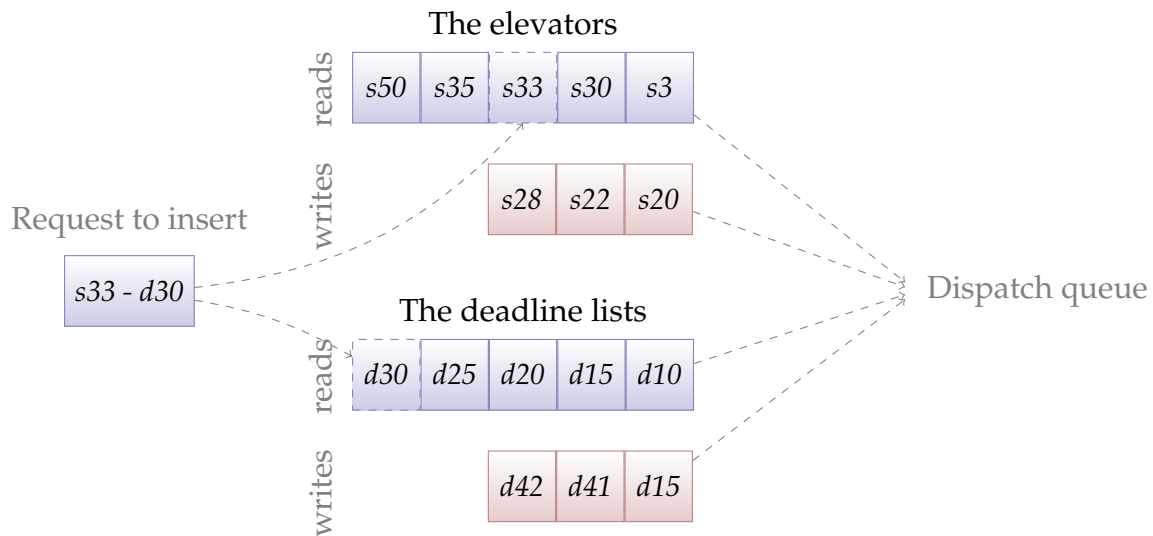 The elevators
reads
s50 s35 s33 s30 s3
writes
s28 s22 s20
Request to insert
s33 - d30
Dispatch queue
The deadline lists
reads
d30 d25 d20 d15 d10
writes
d42 d41 d15